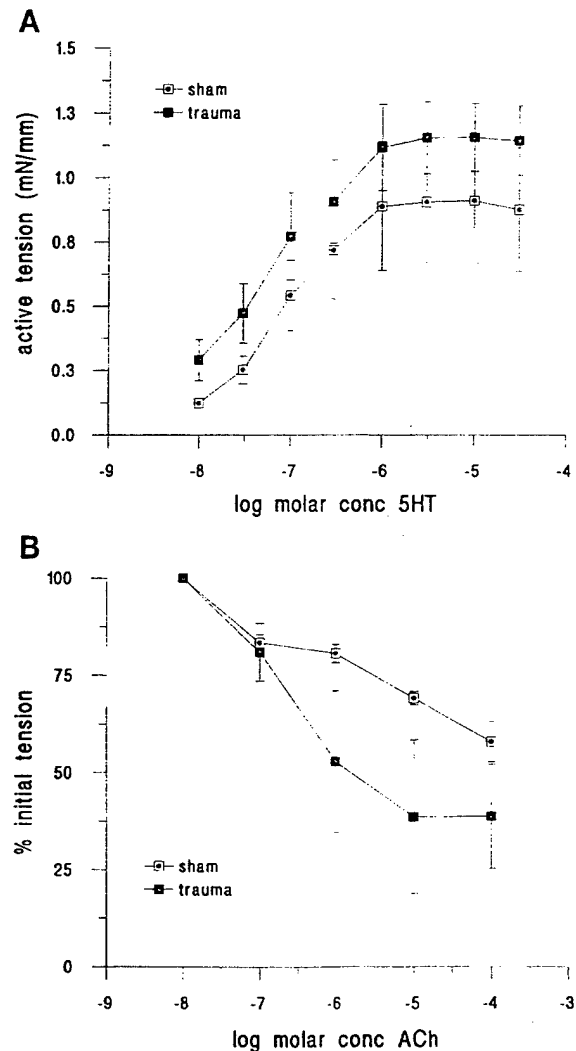 A
1.5
1.3
1.0
0.8
0.5
0.3
0.0
active tension (mN/mm)
sham
trauma
-9 -8 -7 -6 -5 -4
log molar conc 5HT
B
100
75
50
25
0
% initial tension
sham
trauma
-9 -8 -7 -6 -5 -4 -3
log molar conc ACh